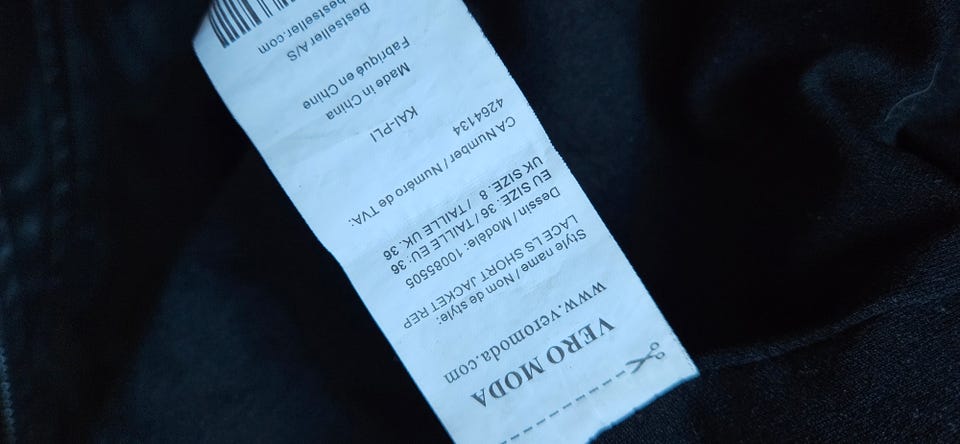 VERO MODA
www.veromoda.com
Style name / Nom de style:
LACE LS SHORT JACKET REP
Dessin / Modèle: 10085505
EU SIZE: 36 / TAILLE EU: 36
UK SIZE: 8 / TAILLE UK: 36
CA Number / Numéro de TVA:
4264134
KAI-PLI
Made in China
Fabriqué en Chine
Bestseller A/S
bestseller.com